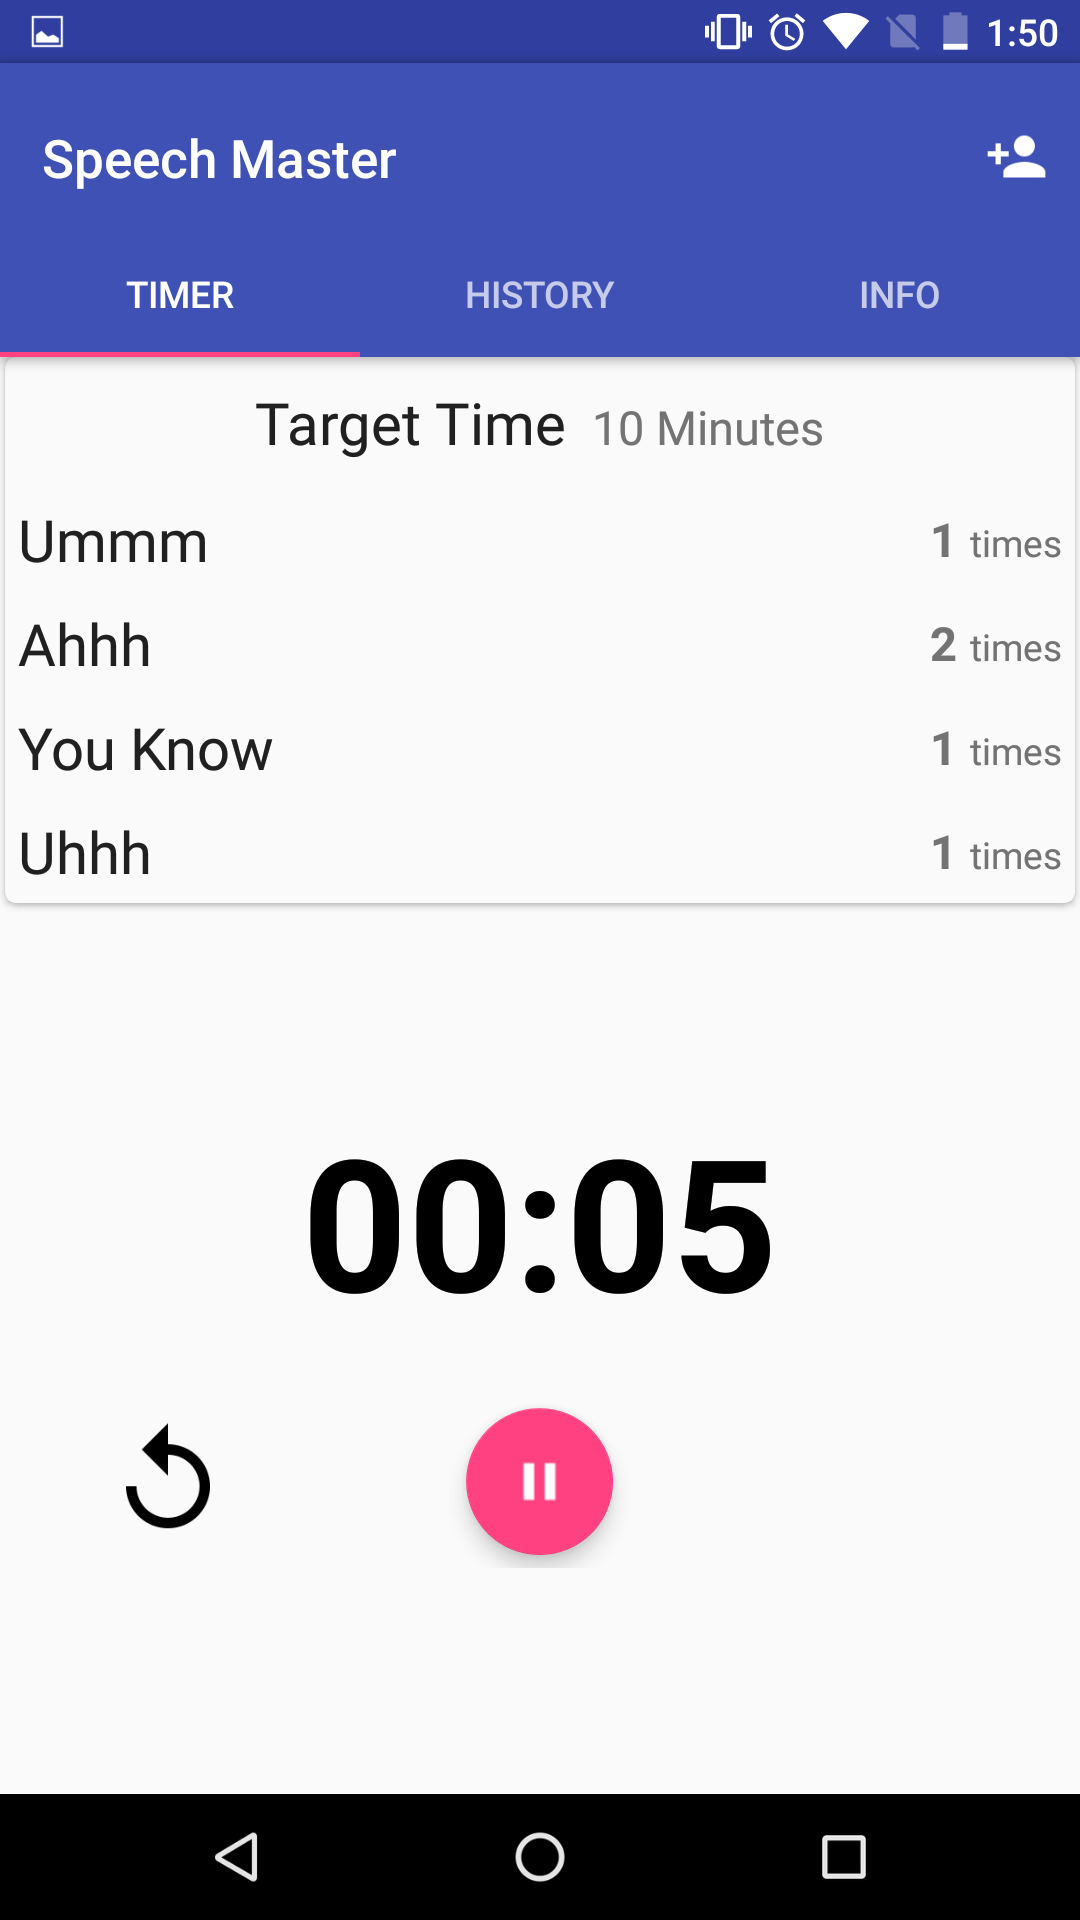 1:50
Speech Master
TIMER HISTORY INFO
Target Time 10 Minutes
Ummm 1 times
Ahhh 2 times
You Know 1 times
Uhhh 1 times
00:05